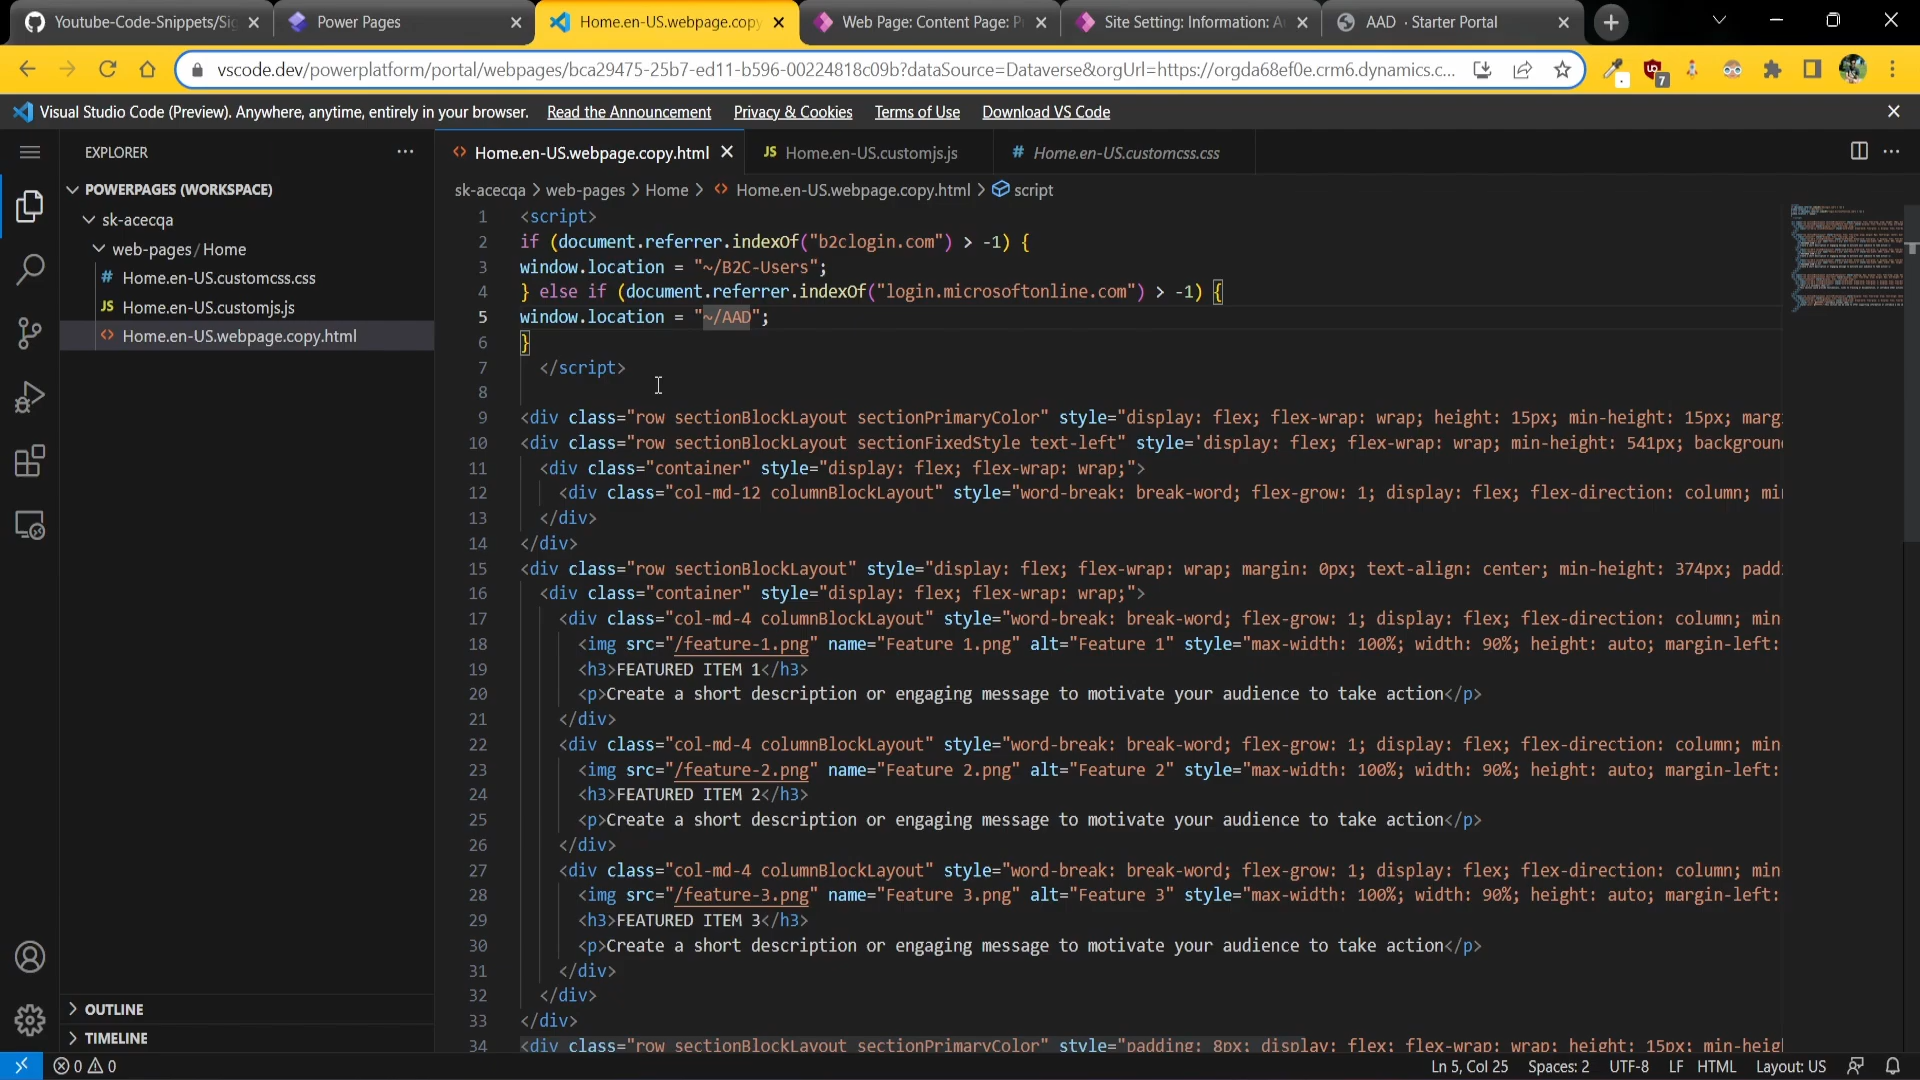 Youtube-Code-Snippets/Si
Power Pages
Home.en-US.webpage.copy
Web Page: Content Page: P
Site Setting: Information: A
AAD · Starter Portal
vscode.dev/powerplatform/portal/webpages/bca29475-25b7-ed11-b596-00224818c09b?dataSource=Dataverse&orgUrl=https://orgda68ef0e.crm6.dynamics.c...
7
Visual Studio Code (Preview). Anywhere, anytime, entirely in your browser. Read the Announcement Privacy & Cookies Terms of Use Download VS Code
EXPLORER
POWERPAGES (WORKSPACE)
sk-acecqa
web-pages / Home
# Home.en-US.customcss.css
JS Home.en-US.customjs.js
<> Home.en-US.webpage.copy.html
OUTLINE
TIMELINE
<> Home.en-US.webpage.copy.html
JS Home.en-US.customjs.js
# Home.en-US.customcss.css
sk-acecqa > web-pages > Home > <> Home.en-US.webpage.copy.html > script
1 <script>
2 if (document.referrer.indexOf("b2clogin.com") > -1) {
3 window.location = "~/B2C-Users";
4 } else if (document.referrer.indexOf("login.microsoftonline.com") > -1) {
5 window.location = "~/AAD";
6 }
7 </script>
8
9 <div class="row sectionBlockLayout sectionPrimaryColor" style="display: flex; flex-wrap: wrap; height: 15px; min-height: 15px; marg
10 <div class="row sectionBlockLayout sectionFixedStyle text-left" style='display: flex; flex-wrap: wrap; min-height: 541px; background
11 <div class="container" style="display: flex; flex-wrap: wrap;">
12 <div class="col-md-12 columnBlockLayout" style="word-break: break-word; flex-grow: 1; display: flex; flex-direction: column; mi
13 </div>
14 </div>
15 <div class="row sectionBlockLayout" style="display: flex; flex-wrap: wrap; margin: 0px; text-align: center; min-height: 374px; padd
16 <div class="container" style="display: flex; flex-wrap: wrap;">
17 <div class="col-md-4 columnBlockLayout" style="word-break: break-word; flex-grow: 1; display: flex; flex-direction: column; min
18 <img src="/feature-1.png" name="Feature 1.png" alt="Feature 1" style="max-width: 100%; width: 90%; height: auto; margin-left:
19 <h3>FEATURED ITEM 1</h3>
20 <p>Create a short description or engaging message to motivate your audience to take action</p>
21 </div>
22 <div class="col-md-4 columnBlockLayout" style="word-break: break-word; flex-grow: 1; display: flex; flex-direction: column; min
23 <img src="/feature-2.png" name="Feature 2.png" alt="Feature 2" style="max-width: 100%; width: 90%; height: auto; margin-left:
24 <h3>FEATURED ITEM 2</h3>
25 <p>Create a short description or engaging message to motivate your audience to take action</p>
26 </div>
27 <div class="col-md-4 columnBlockLayout" style="word-break: break-word; flex-grow: 1; display: flex; flex-direction: column; min
28 <img src="/feature-3.png" name="Feature 3.png" alt="Feature 3" style="max-width: 100%; width: 90%; height: auto; margin-left:
29 <h3>FEATURED ITEM 3</h3>
30 <p>Create a short description or engaging message to motivate your audience to take action</p>
31 </div>
32 </div>
33 </div>
34 <div class="row sectionBlockLayout sectionPrimaryColor" style="padding: 8px; display: flex; flex-wrap: wrap; height: 15px; min-heig
0 0
Ln 5, Col 25 Spaces: 2 UTF-8 LF HTML Layout: US